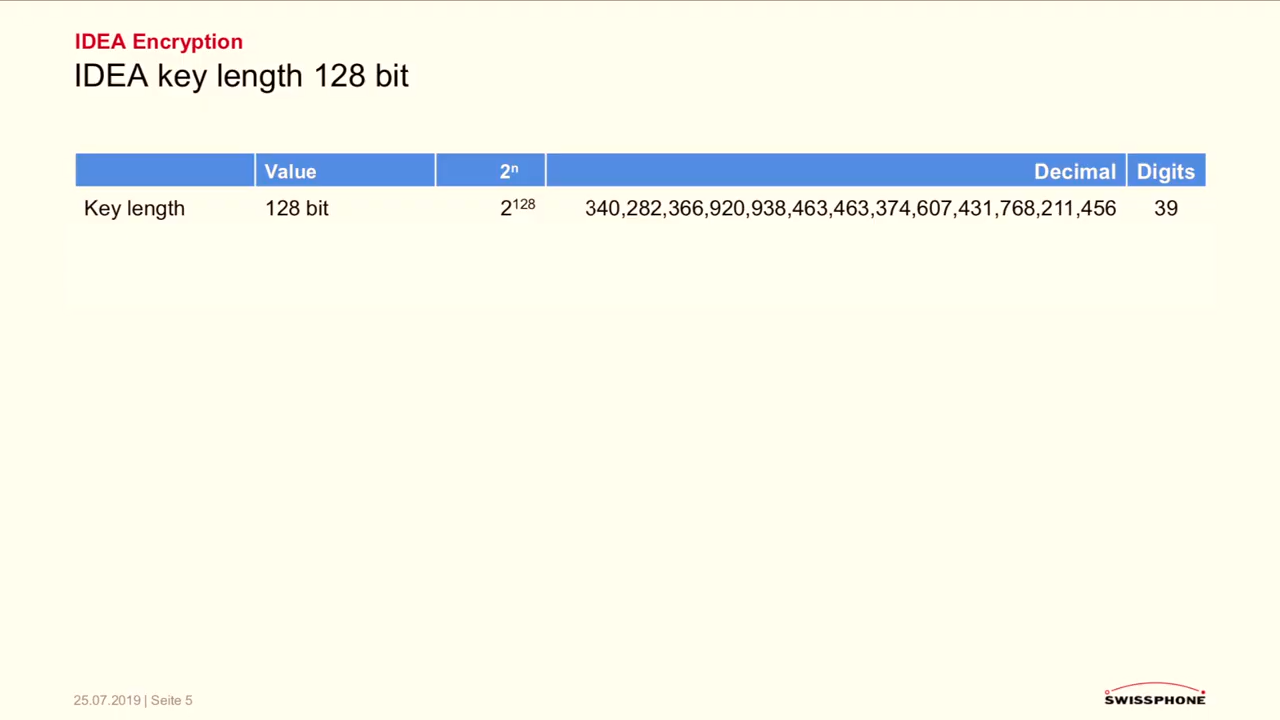 IDEA Encryption
IDEA key length 128 bit
Value 2ⁿ Decimal Digits
Key length 128 bit 2¹²⁸ 340,282,366,920,938,463,463,374,607,431,768,211,456 39
25.07.2019 | Seite 5
SWISSPHONE